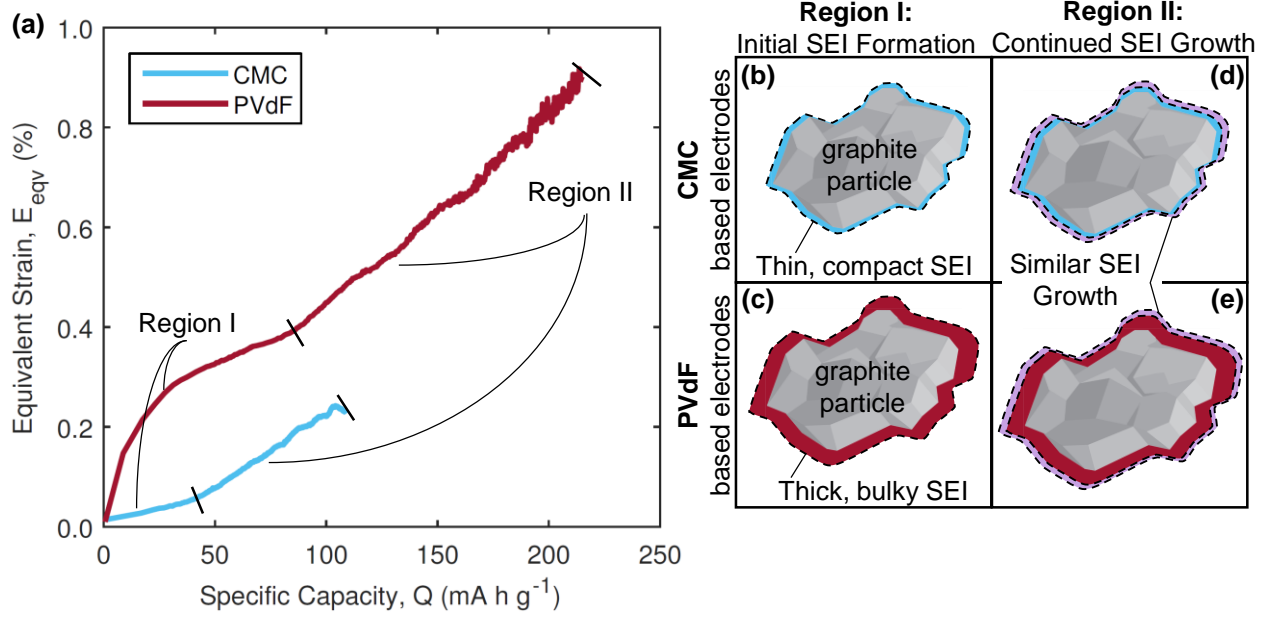 (a)
Equivalent Strain, E_eqv (%)
1.0
0.8
0.6
0.4
0.2
0.0
0
50
100
150
200
250
Specific Capacity, Q (mA h g⁻¹)
CMC
PVdF
Region I
Region II
Region I:
Initial SEI Formation
Region II:
Continued SEI Growth
CMC
based electrodes
PVdF
based electrodes
(b)
graphite
particle
Thin, compact SEI
(d)
Similar SEI
Growth
(c)
graphite
particle
Thick, bulky SEI
(e)